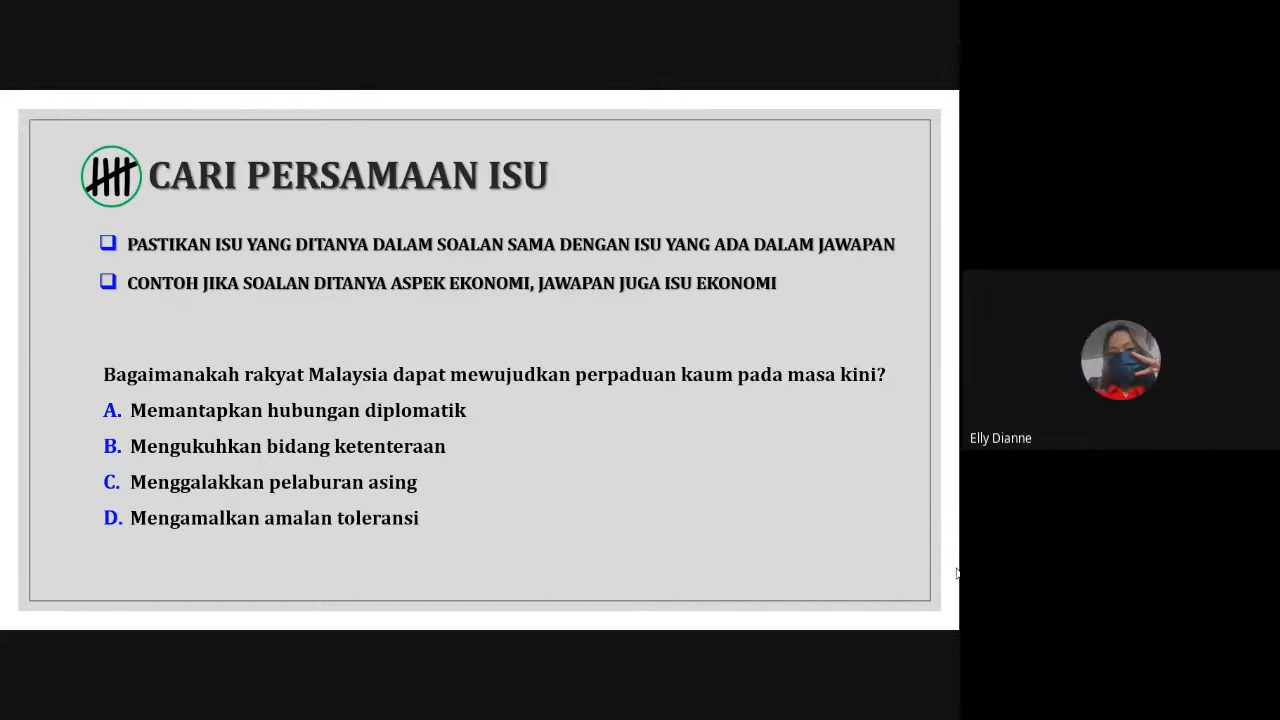 CARI PERSAMAAN ISU
PASTIKAN ISU YANG DITANYA DALAM SOALAN SAMA DENGAN ISU YANG ADA DALAM JAWAPAN
CONTOH JIKA SOALAN DITANYA ASPEK EKONOMI, JAWAPAN JUGA ISU EKONOMI
Bagaimanakah rakyat Malaysia dapat mewujudkan perpaduan kaum pada masa kini?
A. Memantapkan hubungan diplomatik
B. Mengukuhkan bidang ketenteraan
C. Menggalakkan pelaburan asing
D. Mengamalkan amalan toleransi
Elly Dianne